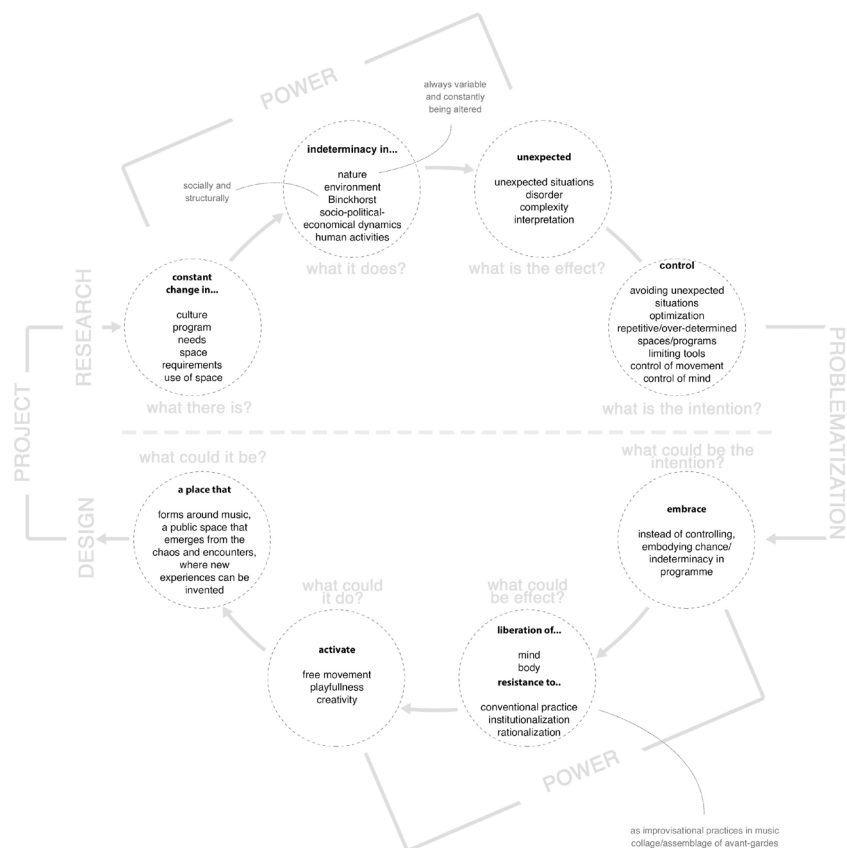 POWER
always variable
and constantly
being altered
socially and
structurally
indeterminacy in...
nature
environment
Binckhorst
socio-political-
economical dynamics
human activities
what it does?
unexpected
unexpected situations
disorder
complexity
interpretation
what is the effect?
constant
change in...
culture
program
needs
space
requirements
use of space
what there is?
control
avoiding unexpected
situations
optimization
repetitive/over-determined
spaces/programs
limiting tools
control of movement
control of mind
what is the intention?
RESEARCH
PROJECT
DESIGN
PROBLEMATIZATION
what could it be?
a place that
forms around music,
a public space that
emerges from the
chaos and encounters,
where new
experiences can be
invented
what could be the
intention?
embrace
instead of controlling,
embodying chance/
indeterminacy in
programme
what could
it do?
activate
free movement
playfullness
creativity
what could
be effect?
liberation of...
mind
body
resistance to..
conventional practice
institutionalization
rationalization
POWER
as improvisational practices in music
collage/assemblage of avant-gardes